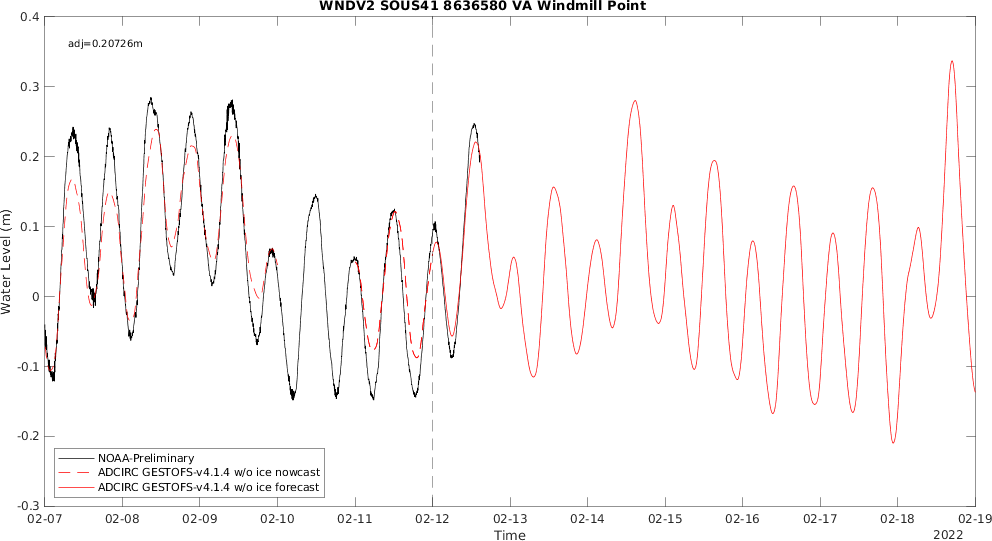 WNDV2 SOUS41 8636580 VA Windmill Point
adj=0.20726m
0.4
0.3
0.2
0.1
0
-0.1
-0.2
-0.3
Water Level (m)
NOAA-Preliminary
ADCIRC GESTOFS-v4.1.4 w/o ice nowcast
ADCIRC GESTOFS-v4.1.4 w/o ice forecast
02-07 02-08 02-09 02-10 02-11 02-12 02-13 02-14 02-15 02-16 02-17 02-18 02-19
Time
2022